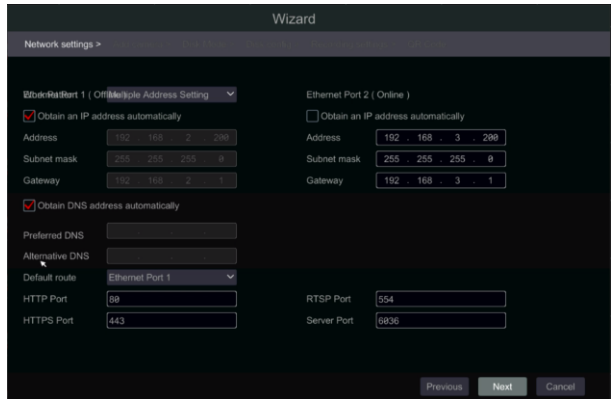 Wizard
Network settings >
Work Pattern Multiple Address Setting
Ethernet Port 1 ( Offline ) Ethernet Port 2 ( Online )
Obtain an IP address automatically Obtain an IP address automatically
Address 192 . 168 . 2 . 200 Address 192 . 168 . 3 . 200
Subnet mask 255 . 255 . 255 . 0 Subnet mask 255 . 255 . 255 . 0
Gateway 192 . 168 . 2 . 1 Gateway 192 . 168 . 3 . 1
Obtain DNS address automatically
Preferred DNS . . .
Alternative DNS . . .
Default route Ethernet Port 1
HTTP Port 80 RTSP Port 554
HTTPS Port 443 Server Port 6036
Previous Next Cancel